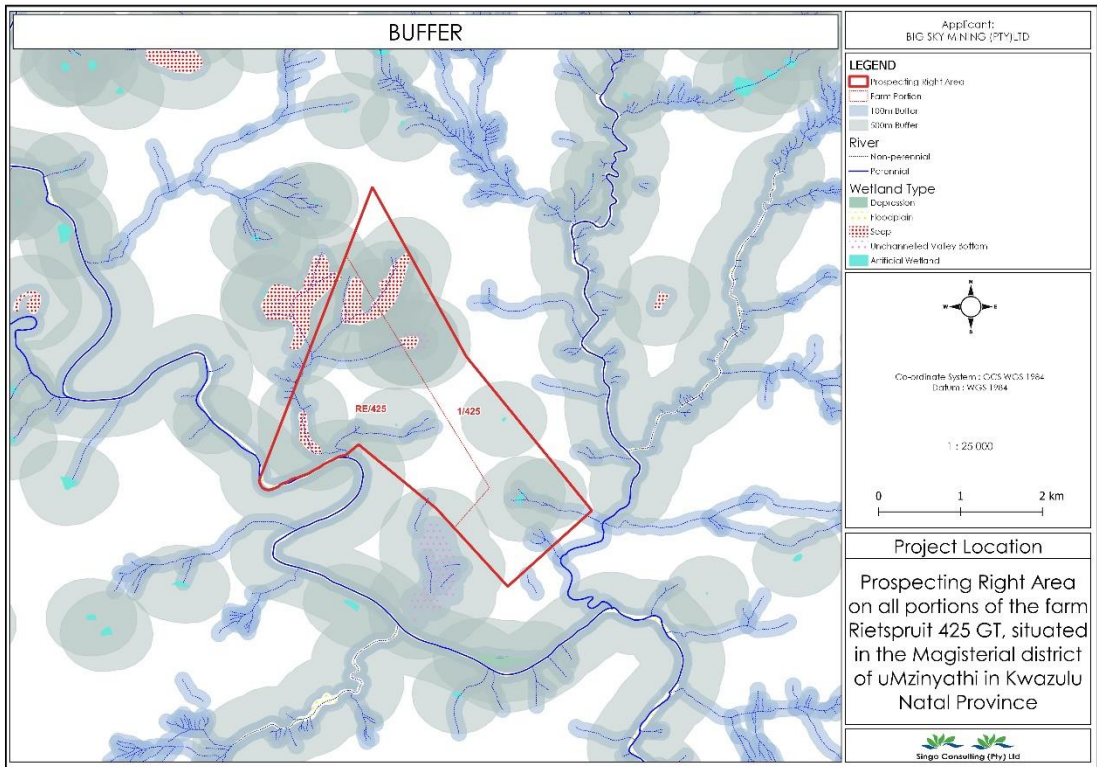 BUFFER
Applicant:
BIG SKY MINING (PTY)LTD
LEGEND
Prospecting Right Area
Farm Portion
100m Buffer
500m Buffer
River
Non-perennial
Perennial
Wetland Type
Depression
Floodplain
Seep
Unchannelled Valley Bottom
Artificial Wetland
N
W
E
S
Co-ordinate System : GCS WGS 1984
Datum : WGS 1984
1 : 25 000
0 1 2 km
RE/425
1/425
Project Location
Prospecting Right Area
on all portions of the farm
Rietspruit 425 GT, situated
in the Magisterial district
of uMzinyathi in Kwazulu
Natal Province
Singo Consulting (Pty) Ltd